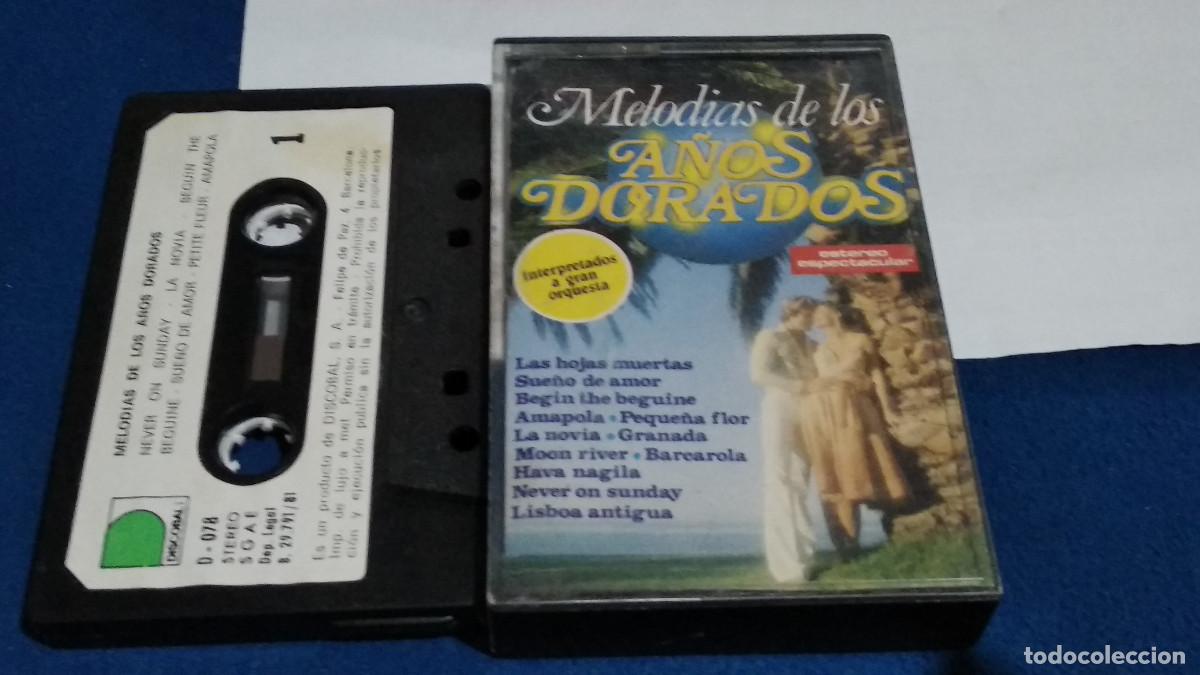 MELODIAS DE LOS AÑOS DORADOS
NEVER ON SUNDAY - LA NOVIA - BEGUIN THE
BEGUINE - SUEÑO DE AMOR - PETITE FLEUR - AMAPOLA
1
DISCOBAL
D - 078
STEREO
S G A E
Dep. Legal
B. 29.791/81
Es un producto de DISCOBAL, S. A. - Felipe de Paz, 4 Barcelona
Imp de lujo a met Permiso en trámite - Prohibida la reproduc-
ción y ejecución pública sin la autorización de los propietarios
Melodias de los
AÑOS
DORADOS
Interpretados
a gran
orquesta
estereo
espectacular
Las hojas muertas
Sueño de amor
Begin the beguine
Amapola • Pequeña flor
La novia • Granada
Moon river • Barcarola
Hava nagila
Never on sunday
Lisboa antigua
todocoleccion